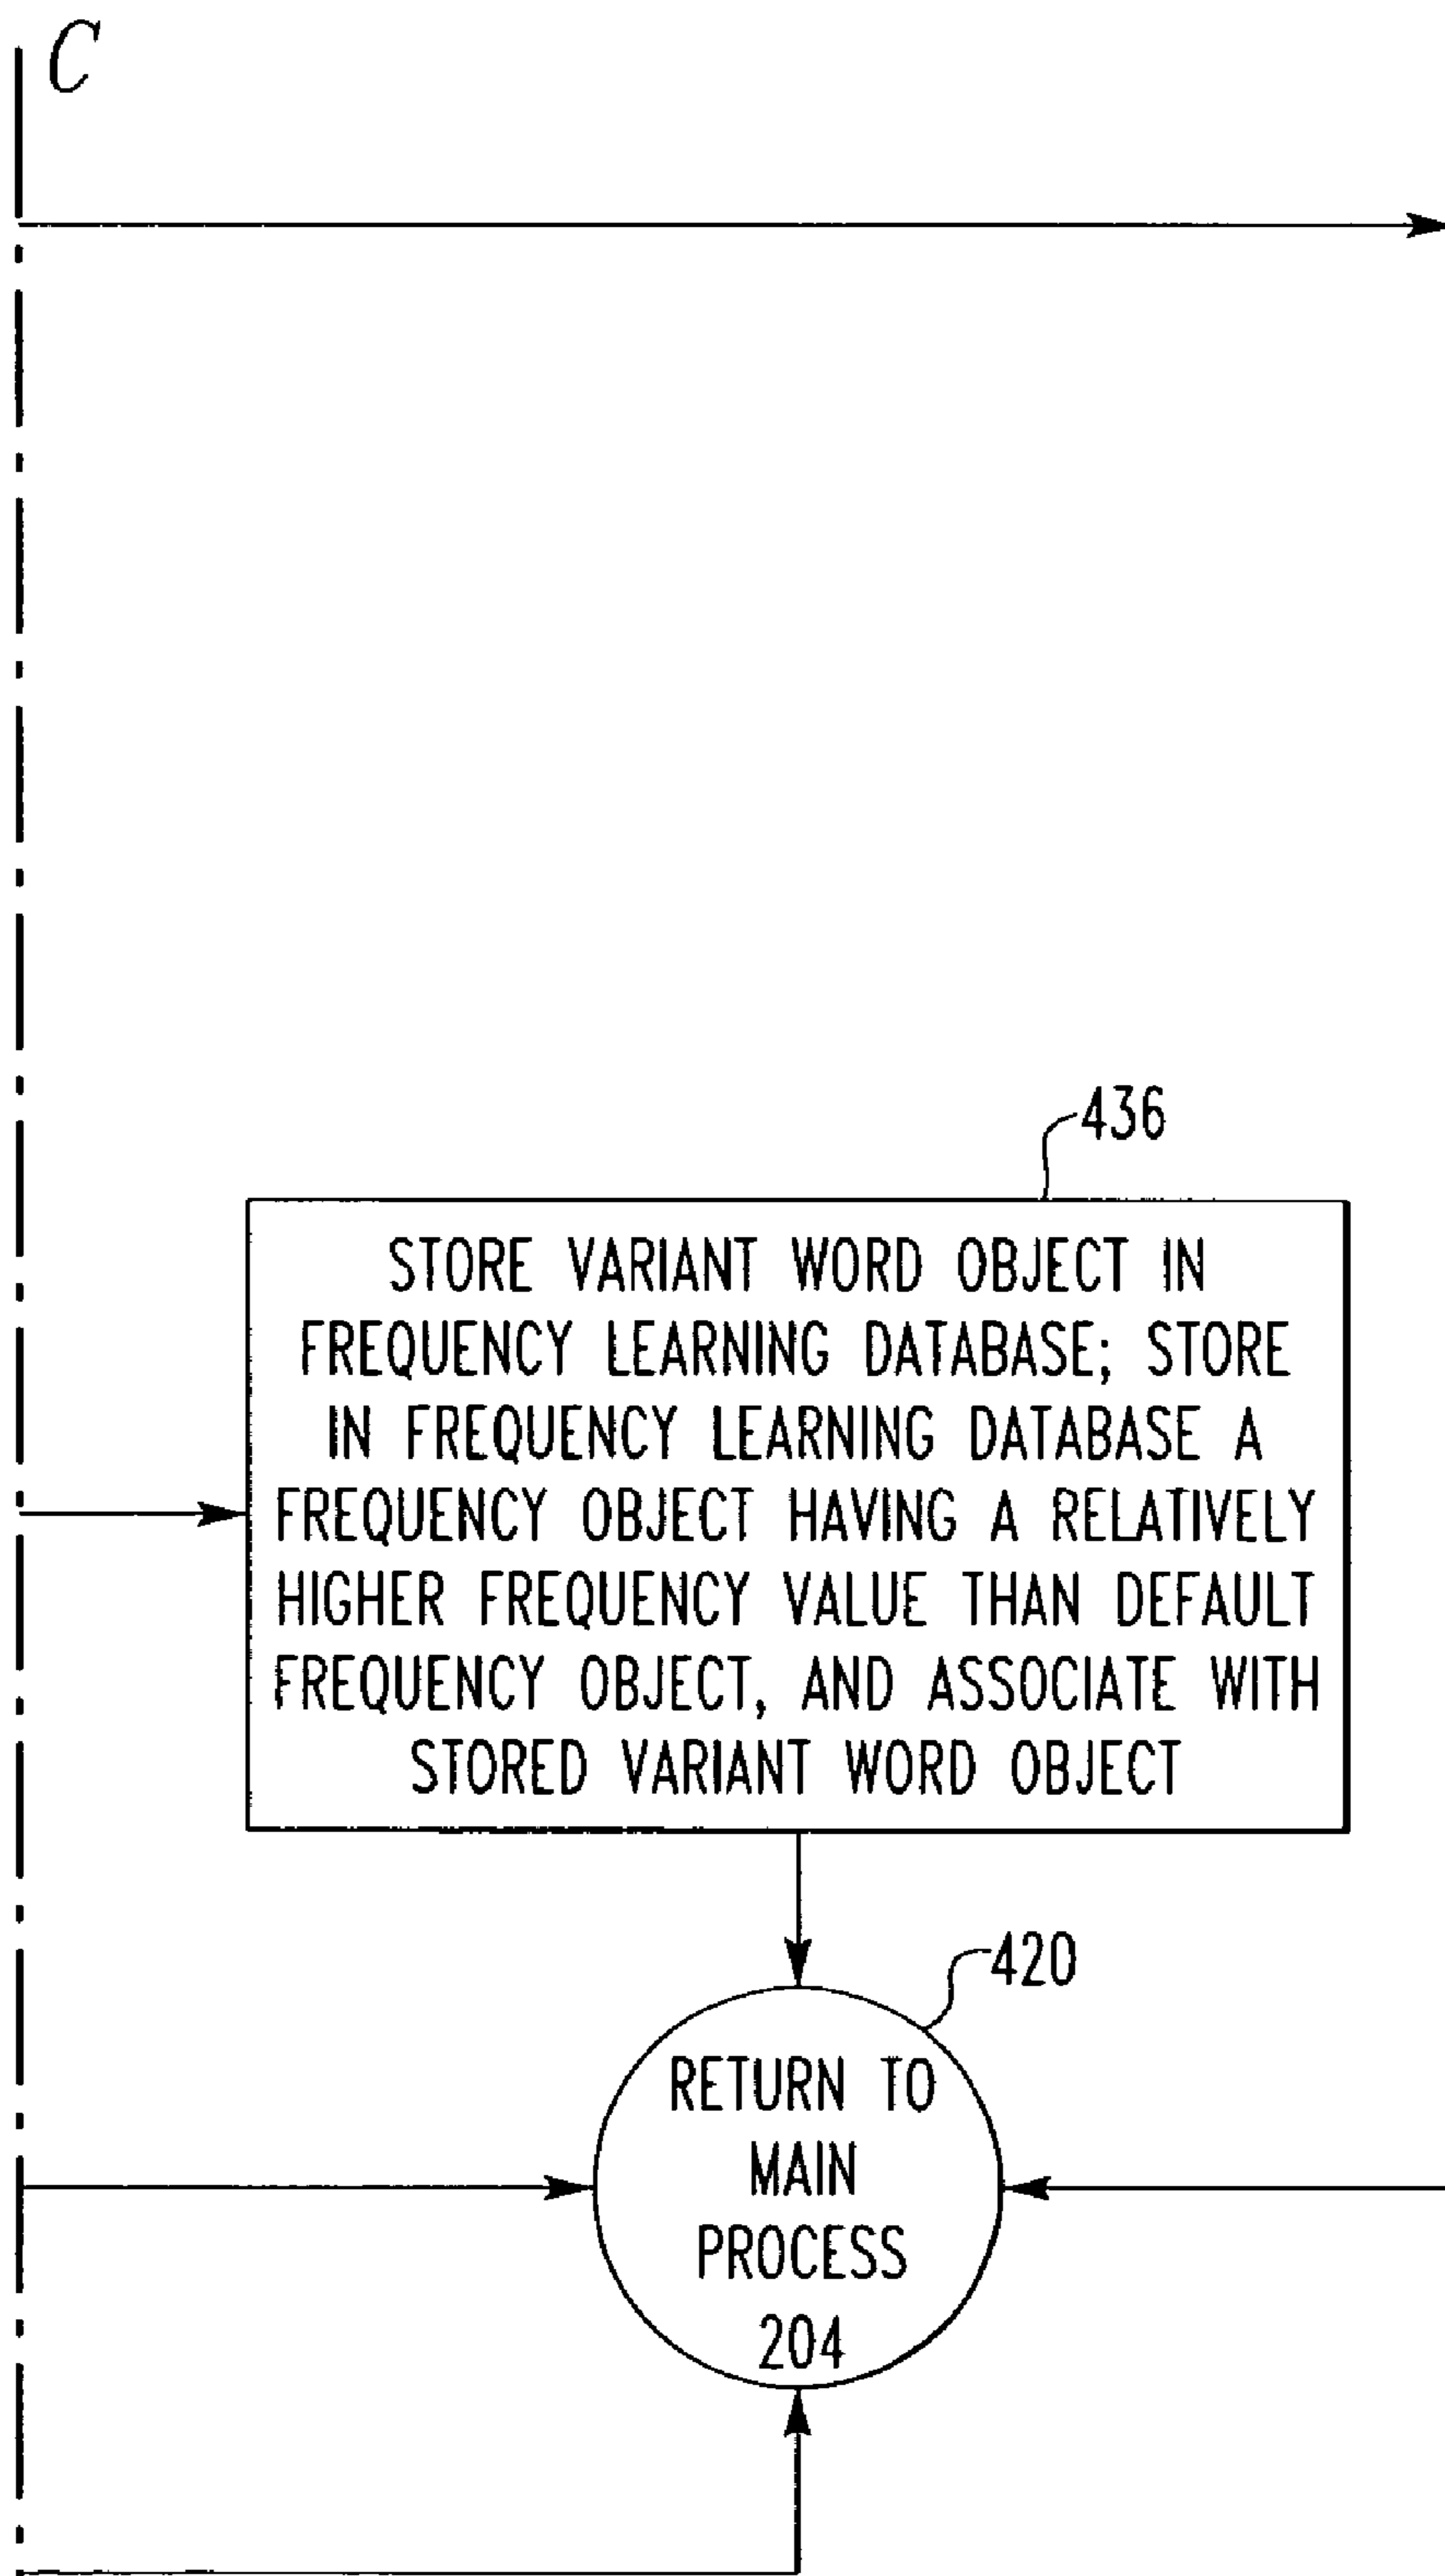 C
436
STORE VARIANT WORD OBJECT IN
FREQUENCY LEARNING DATABASE; STORE
IN FREQUENCY LEARNING DATABASE A
FREQUENCY OBJECT HAVING A RELATIVELY
HIGHER FREQUENCY VALUE THAN DEFAULT
FREQUENCY OBJECT, AND ASSOCIATE WITH
STORED VARIANT WORD OBJECT
420
RETURN TO
MAIN
PROCESS
204